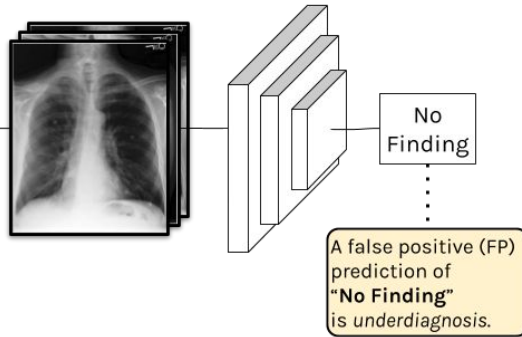 No
Finding
A false positive (FP)
prediction of
“No Finding”
is underdiagnosis.